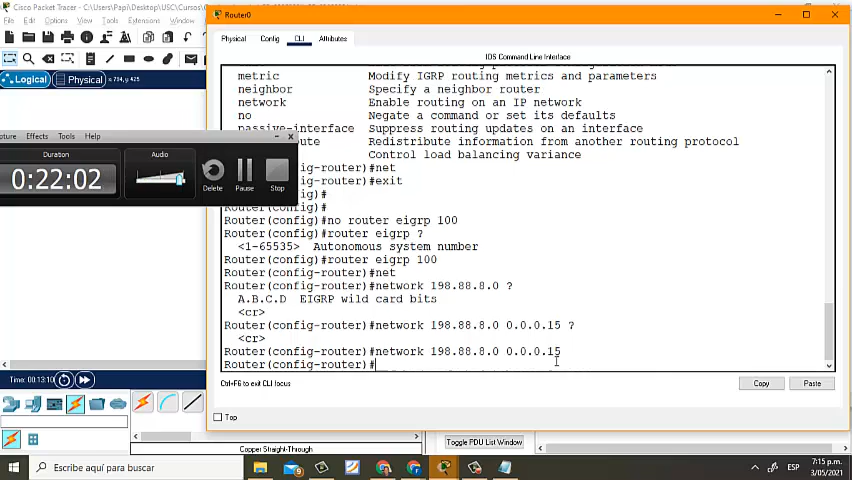 Cisco Packet Tracer - C:\Users\Papi\USC\Cursos
File Edit Options View Tools Extensions Window
Logical
Physical
x: 794, y: 425
Router0
Physical Config CLI Attributes
IOS Command Line Interface
metric Modify IGRP routing metrics and parameters
neighbor Specify a neighbor router
network Enable routing on an IP network
no Negate a command or set its defaults
passive-interface Suppress routing updates on an interface
ute Redistribute information from another routing protocol
Control load balancing variance
config-router)#net
config-router)#exit
ig)#
Router(config)#
Router(config)#no router eigrp 100
Router(config)#router eigrp ?
<1-65535> Autonomous system number
Router(config)#router eigrp 100
Router(config-router)#net
Router(config-router)#network 198.88.8.0 ?
A.B.C.D EIGRP wild card bits
<cr>
Router(config-router)#network 198.88.8.0 0.0.0.15 ?
<cr>
Router(config-router)#network 198.88.8.0 0.0.0.15
Router(config-router)#
Ctrl+F6 to exit CLI focus
Copy
Paste
Top
pture Effects Tools Help
Duration
Audio
0:22:02
Delete Pause Stop
Time: 00:13:10
Copper Straight-Through
Toggle PDU List Window
Escribe aquí para buscar
ESP
7:15 p.m.
3/05/2021